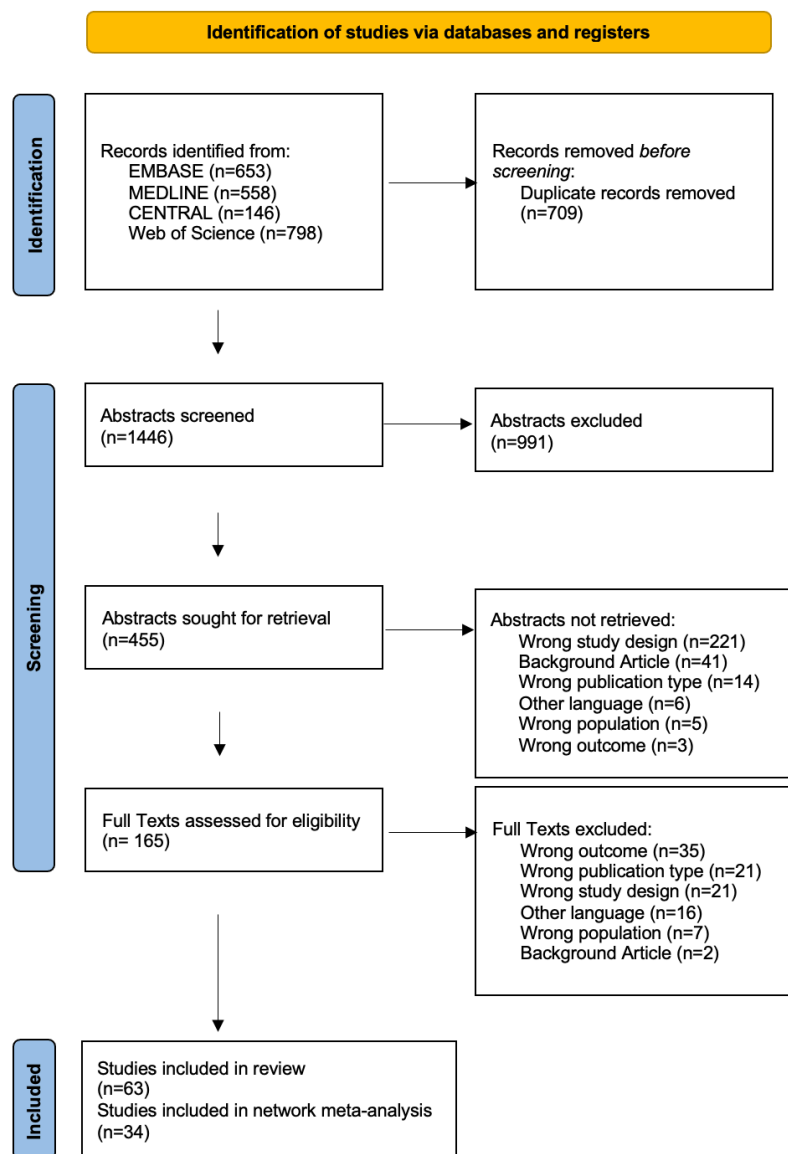 Identification of studies via databases and registers
Identification
Records identified from:
EMBASE (n=653)
MEDLINE (n=558)
CENTRAL (n=146)
Web of Science (n=798)
Records removed before
screening:
Duplicate records removed
(n=709)
Screening
Abstracts screened
(n=1446)
Abstracts excluded
(n=991)
Abstracts sought for retrieval
(n=455)
Abstracts not retrieved:
Wrong study design (n=221)
Background Article (n=41)
Wrong publication type (n=14)
Other language (n=6)
Wrong population (n=5)
Wrong outcome (n=3)
Full Texts assessed for eligibility
(n= 165)
Full Texts excluded:
Wrong outcome (n=35)
Wrong publication type (n=21)
Wrong study design (n=21)
Other language (n=16)
Wrong population (n=7)
Background Article (n=2)
Included
Studies included in review
(n=63)
Studies included in network meta-analysis
(n=34)